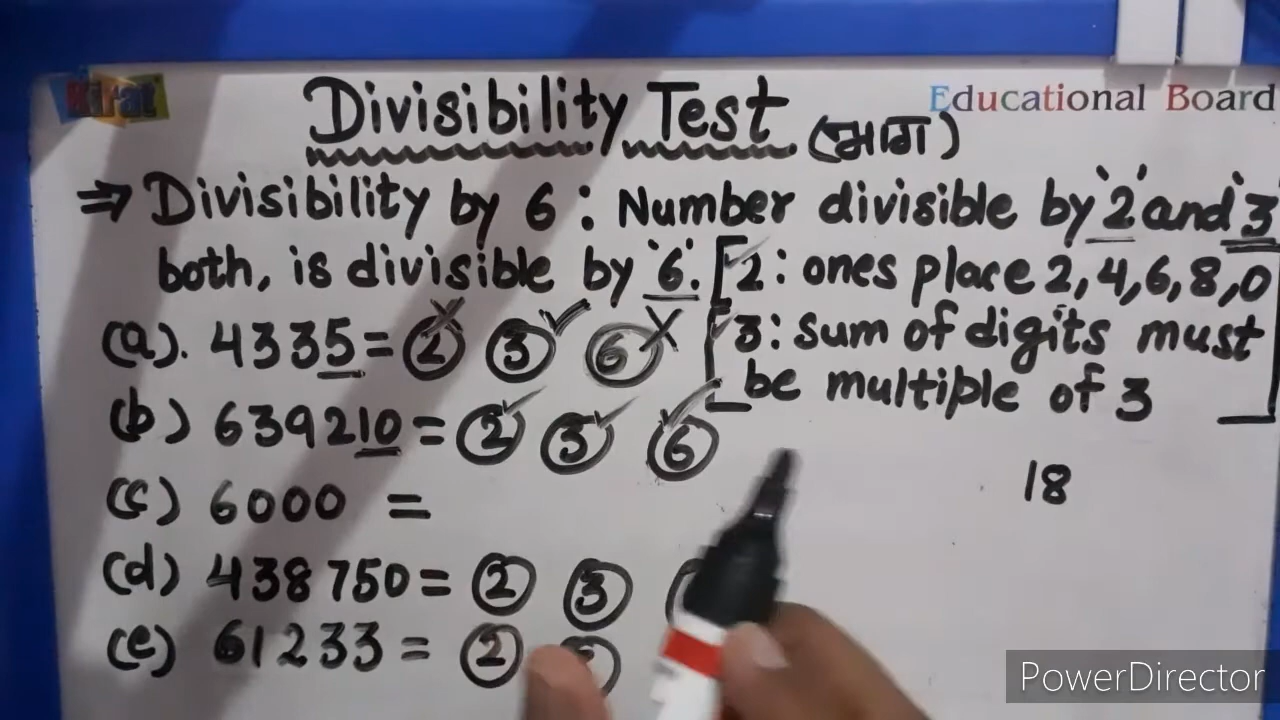 Kirat
Educational Board
Divisibility Test (भाग)
⇒ Divisibility by 6 : Number divisible by '2' and '3'
both, is divisible by '6'. [2 : ones place 2, 4, 6, 8, 0
3 : sum of digits must
be multiple of 3]
(a). 4335 = 2 3 6
(b) 639210 = 2 3 6
(c) 6000 =
18
(d) 438750 = 2 3
(e) 61233 = 2
PowerDirector